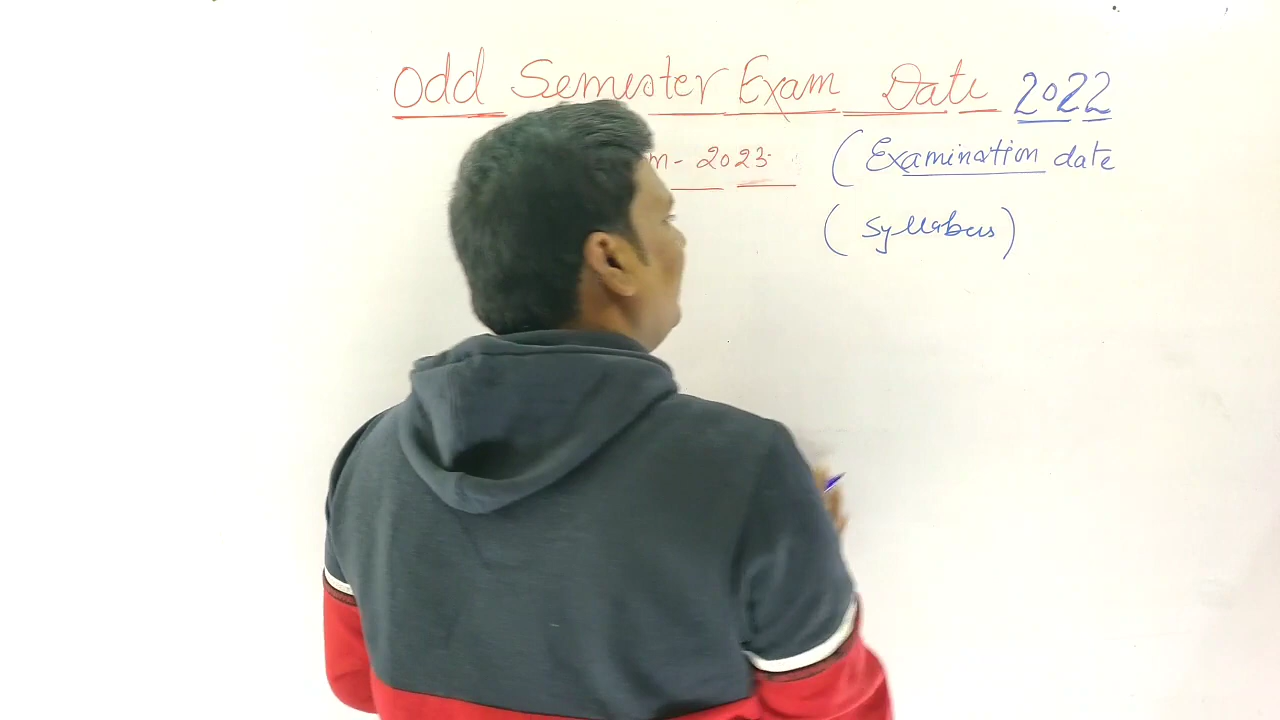 Odd Semester Exam Date 2022
m - 2023 (Examination date
(Syllabus)